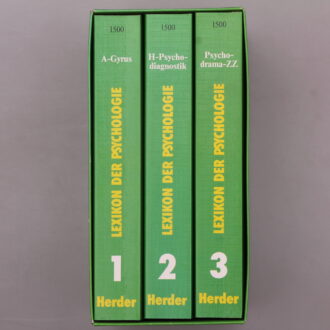 1500
A-Gyrus
LEXIKON DER PSYCHOLOGIE
1
Herder
1500
H-Psycho-
diagnostik
LEXIKON DER PSYCHOLOGIE
2
Herder
1500
Psycho-
drama-ZZ
LEXIKON DER PSYCHOLOGIE
3
Herder